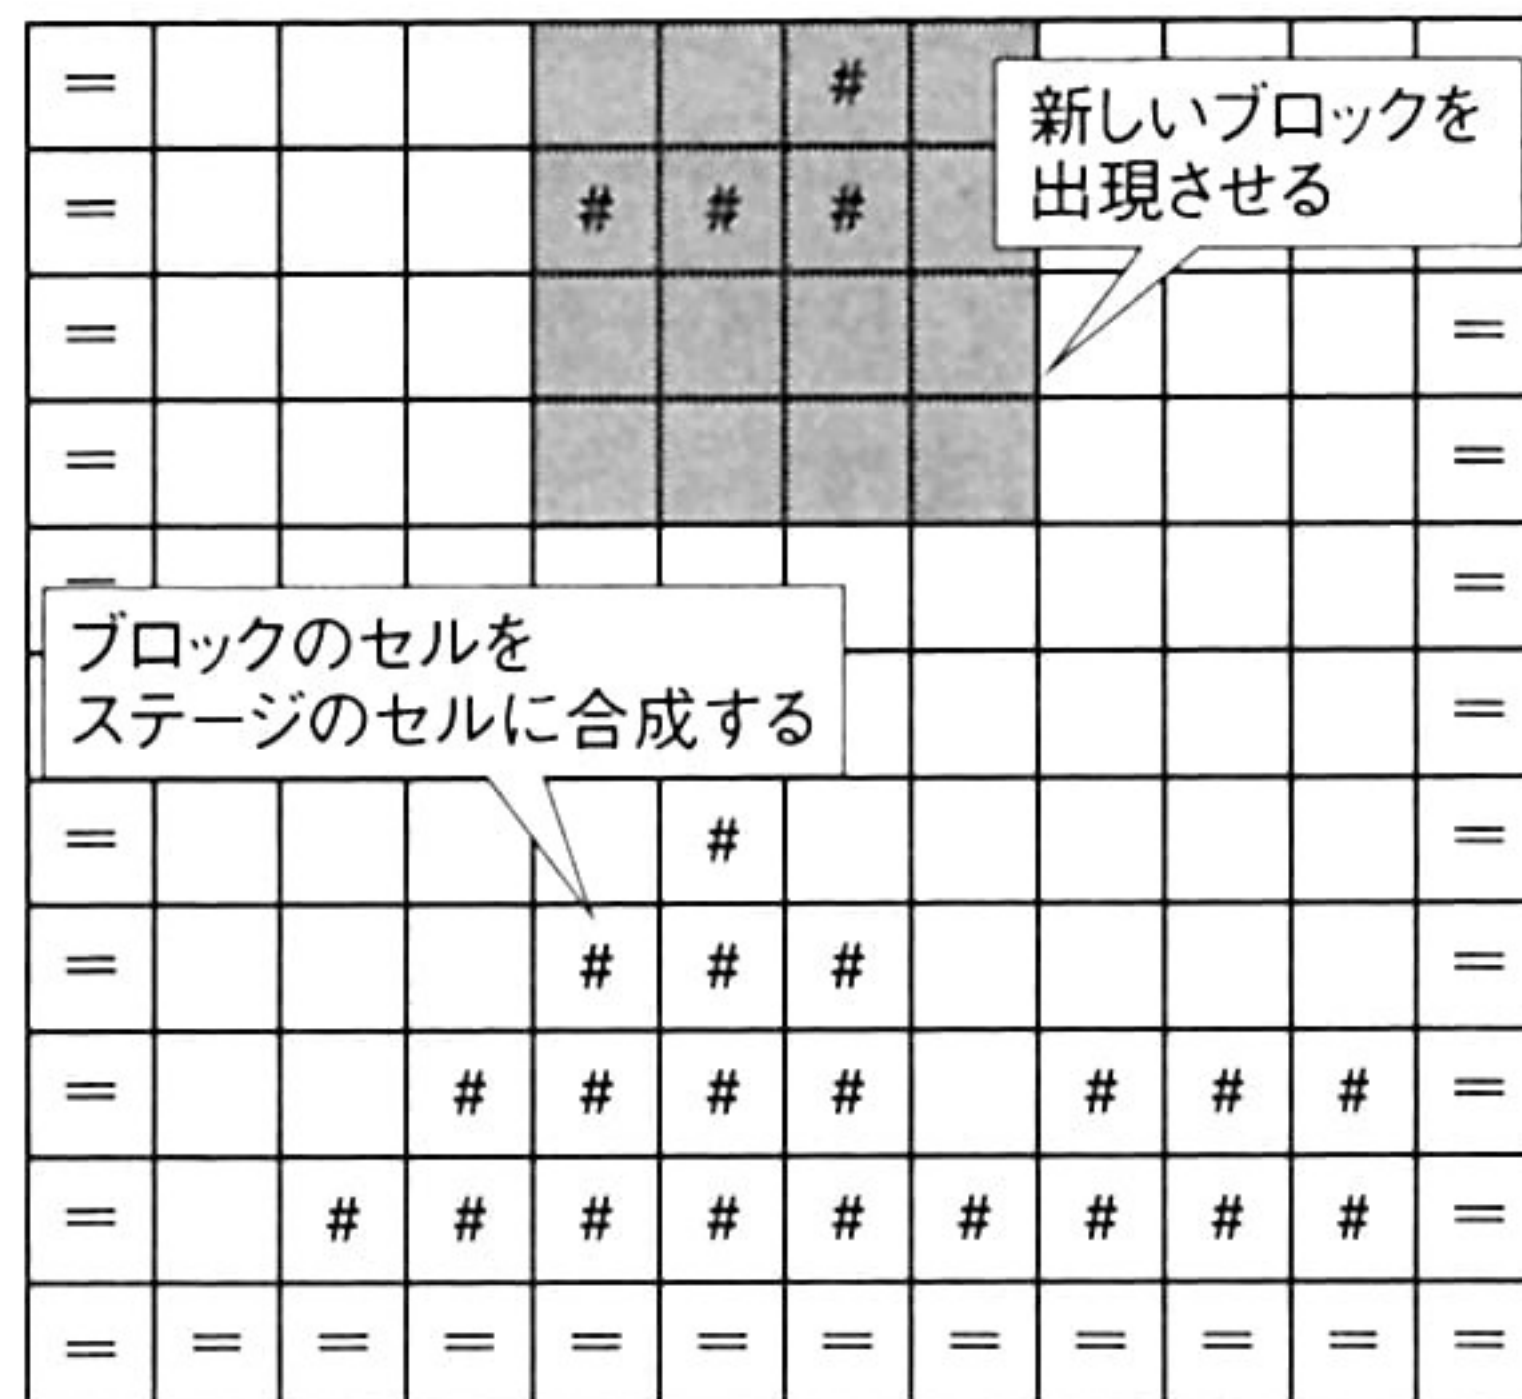 = #
新しいブロックを
出現させる
= # # #
= =
= =
= =
ブロックのセルを
ステージのセルに合成する
=
= # =
= # # # =
= # # # # # # # =
= # # # # # # # # # =
= = = = = = = = = = = =